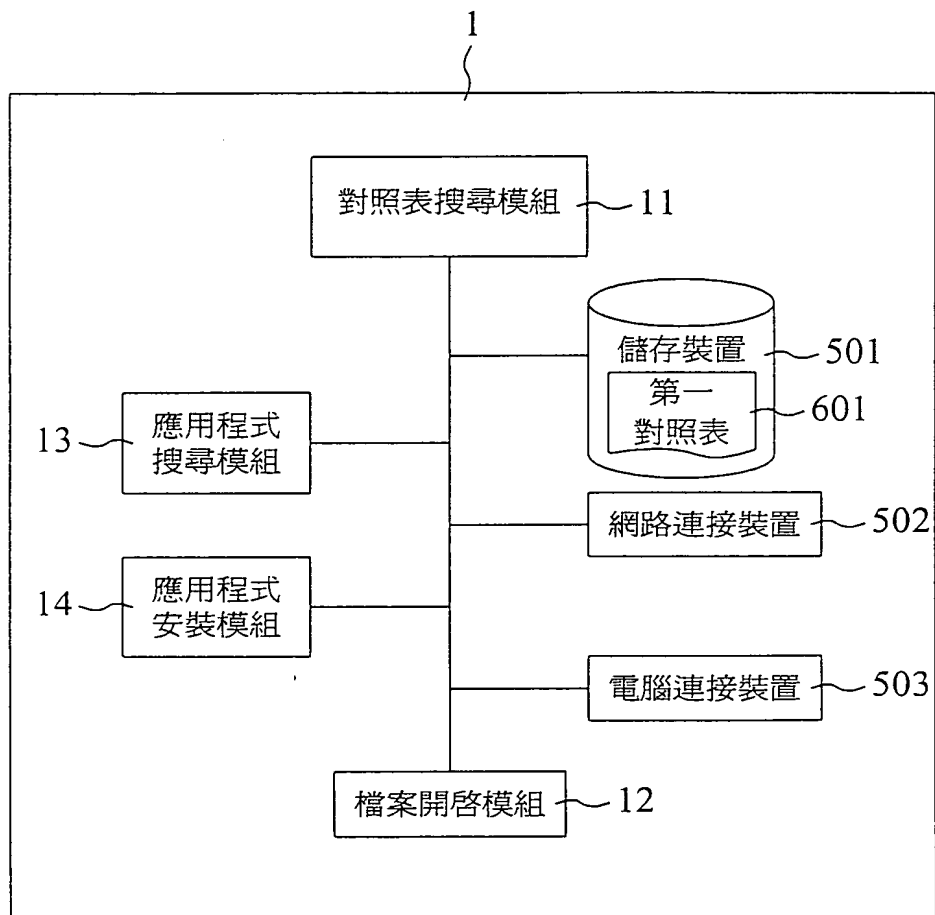 1
對照表搜尋模組
11
儲存裝置
501
第一
對照表
601
13
應用程式
搜尋模組
網路連接裝置
502
14
應用程式
安裝模組
電腦連接裝置
503
檔案開啓模組
12